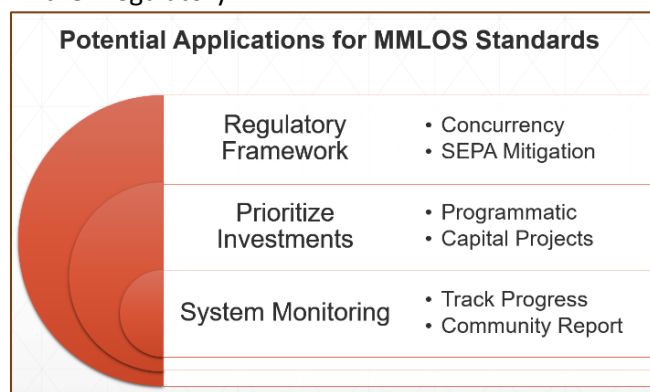 Potential Applications for MMLOS Standards
Regulatory
Framework
• Concurrency
• SEPA Mitigation
Prioritize
Investments
• Programmatic
• Capital Projects
System Monitoring
• Track Progress
• Community Report